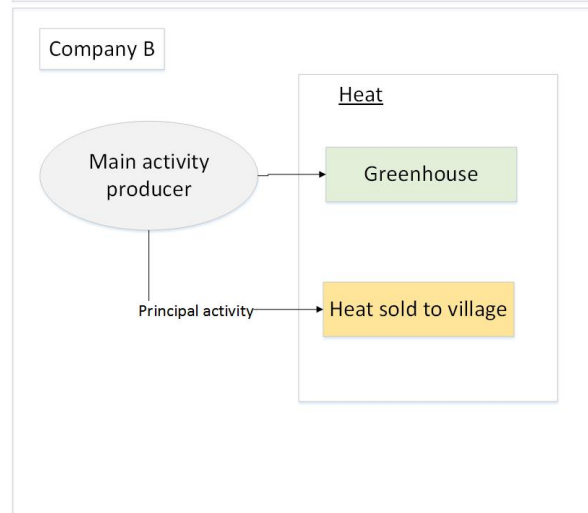 Company B
Heat
Main activity
producer
Greenhouse
Principal activity
Heat sold to village